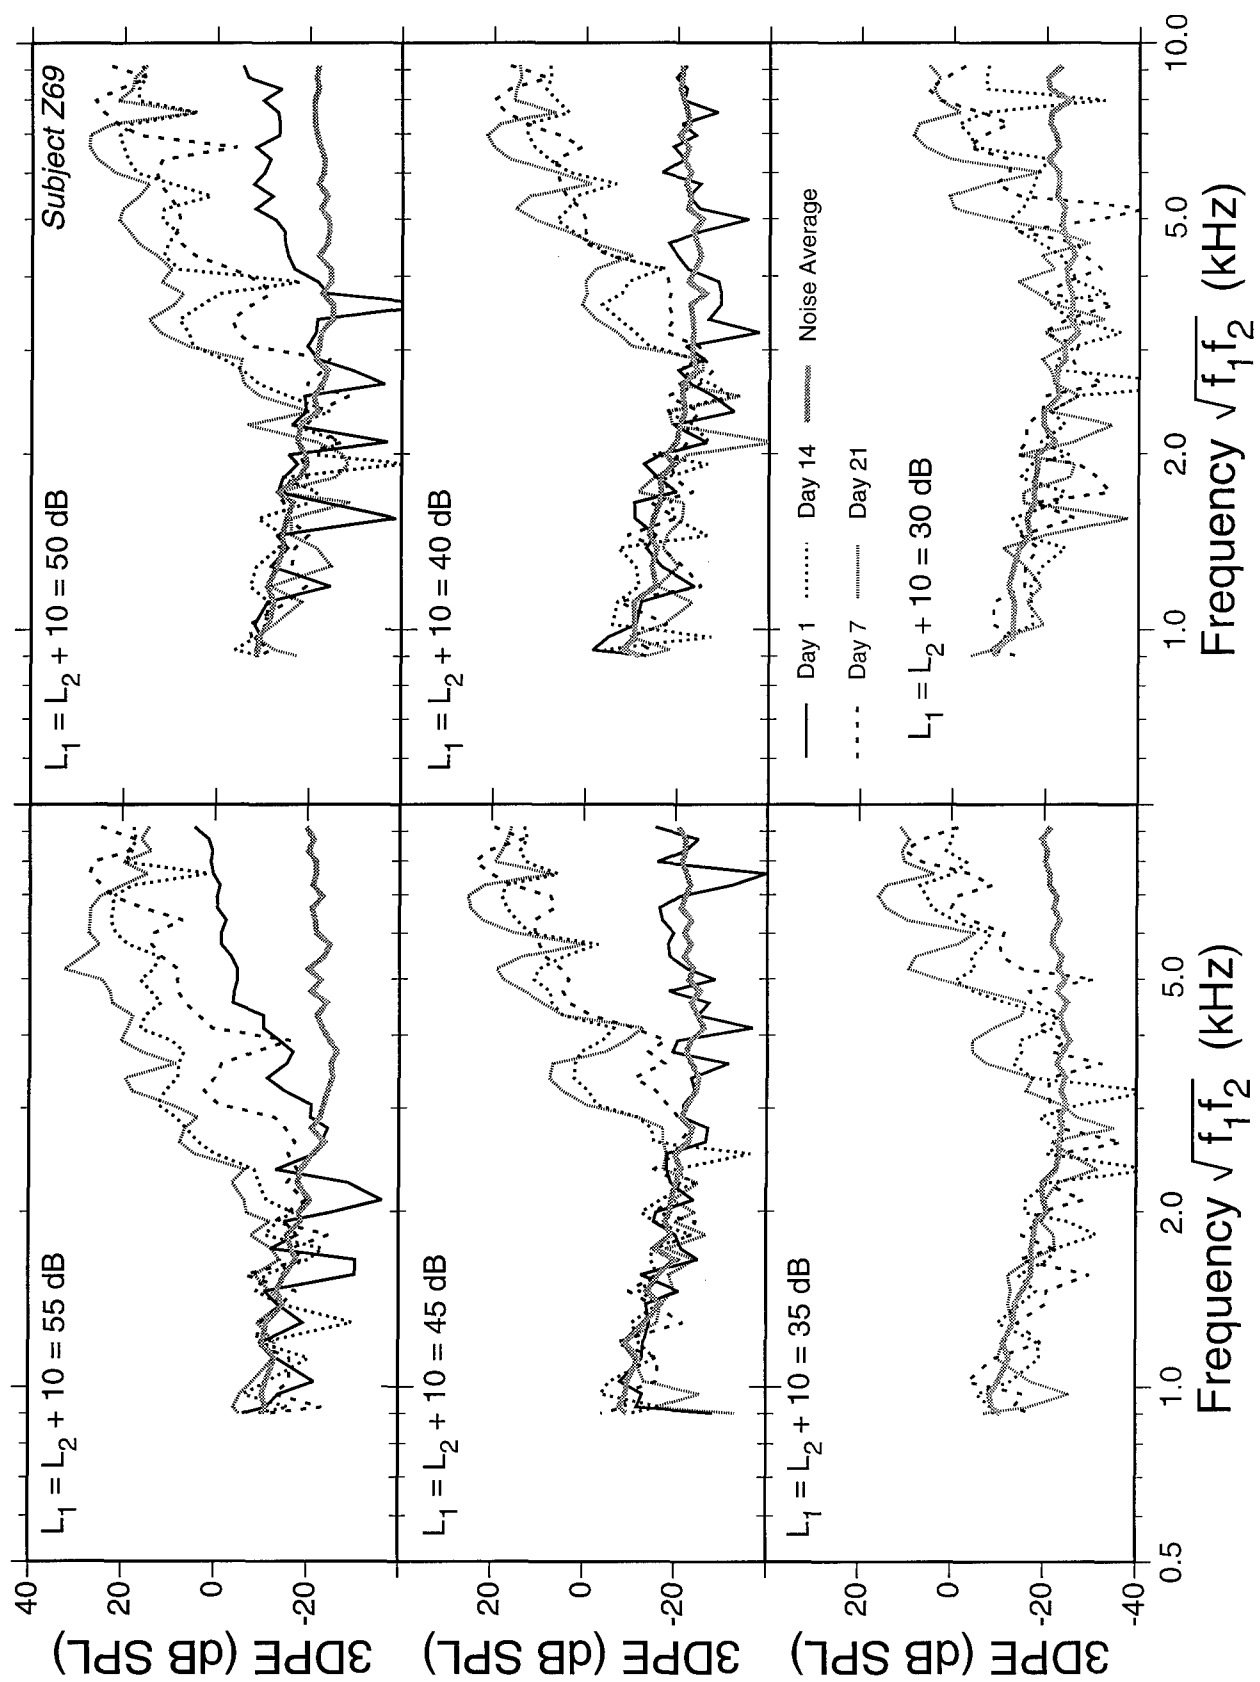 Subject Z69
L1 = L2 + 10 = 55 dB
L1 = L2 + 10 = 50 dB
40
20
0
-20
3DPE (dB SPL)
L1 = L2 + 10 = 45 dB
L1 = L2 + 10 = 40 dB
20
0
-20
3DPE (dB SPL)
L1 = L2 + 10 = 35 dB
Day 1
Day 14
Noise Average
Day 7
Day 21
L1 = L2 + 10 = 30 dB
20
0
-20
-40
3DPE (dB SPL)
0.5 1.0 2.0 5.0
1.0 2.0 5.0 10.0
Frequency √f1f2 (kHz)
Frequency √f1f2 (kHz)